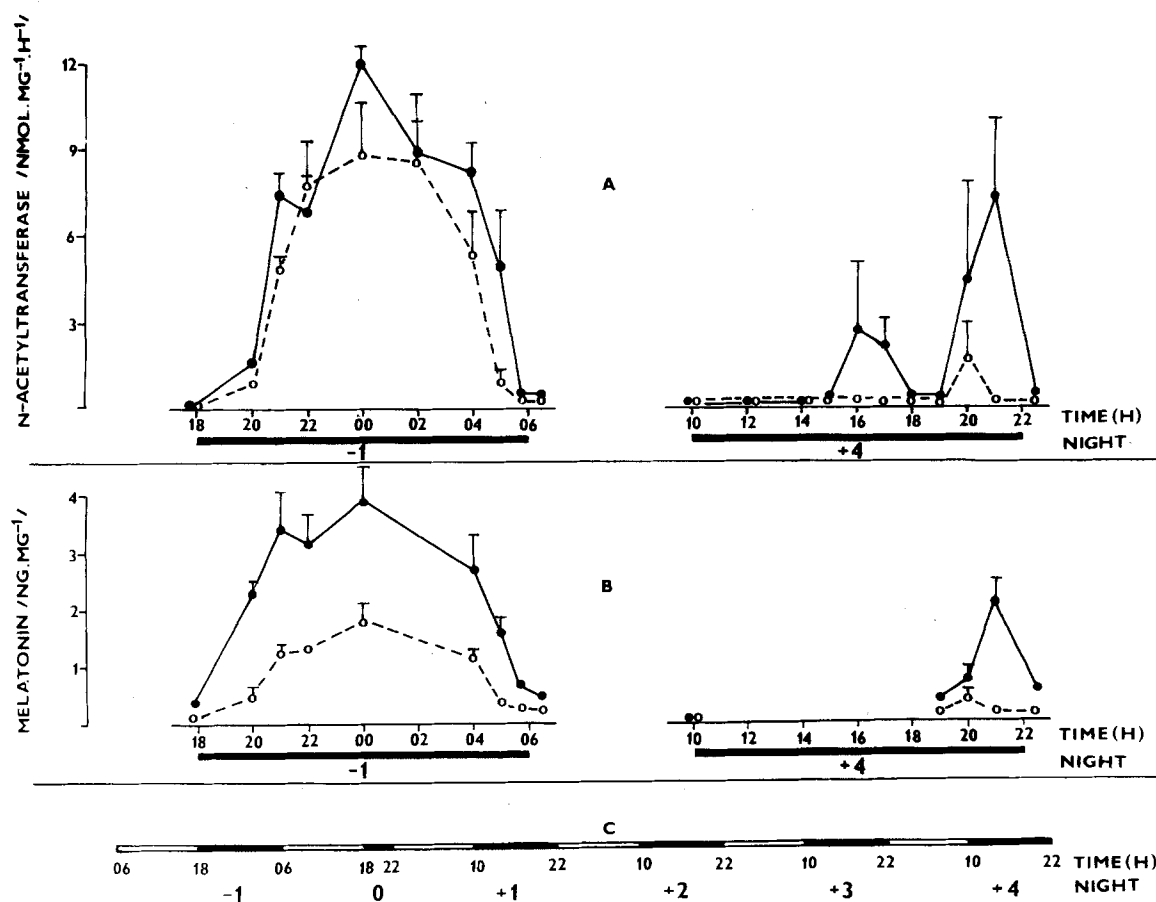 N-ACETYLTRANSFERASE /NMOL.MG⁻¹.H⁻¹/
12
9
6
3
A
18 20 22 00 02 04 06
10 12 14 16 18 20 22 TIME (H)
-1
+4
NIGHT
MELATONIN /NG.MG⁻¹/
4
3
2
1
B
18 20 22 00 02 04 06
10 12 14 16 18 20 22 TIME (H)
-1
+4
NIGHT
C
06 18 06 18 22 10 22 10 22 10 22 10 22 TIME (H)
-1 0 +1 +2 +3 +4 NIGHT